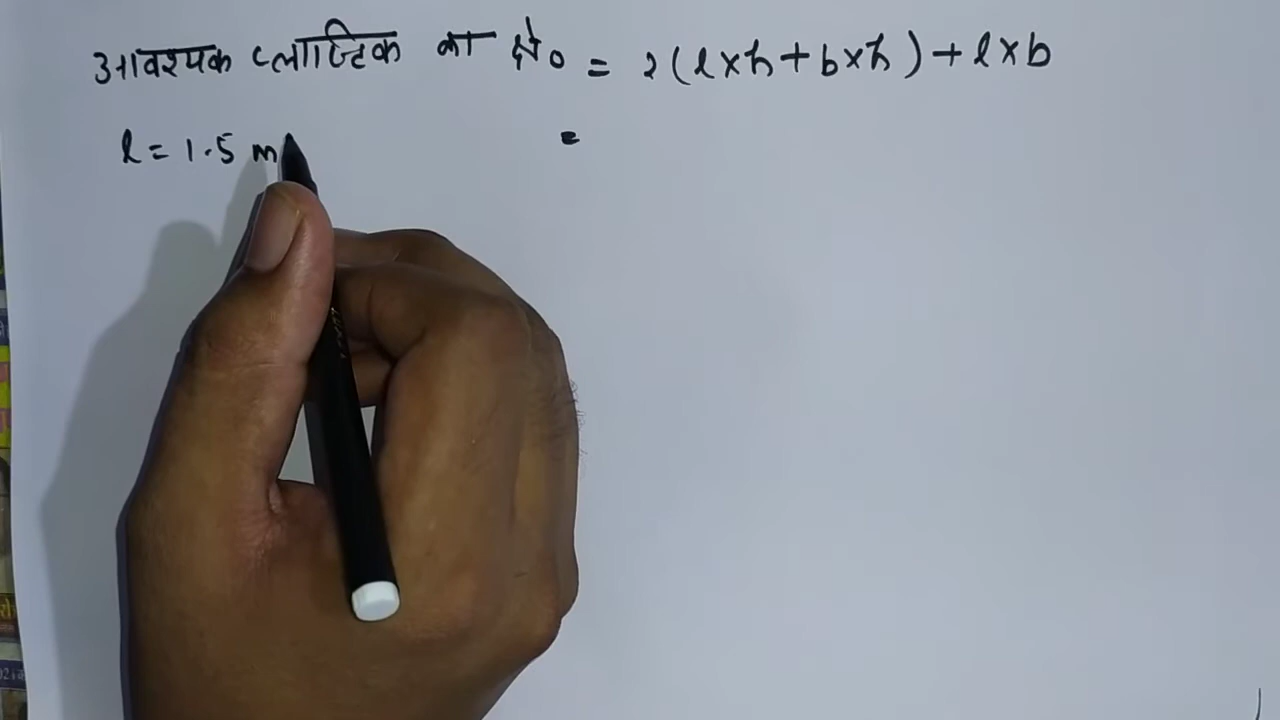 आवश्यक प्लास्टिक का क्षे० = 2(l×h+b×h)+l×b
l = 1.5 m =